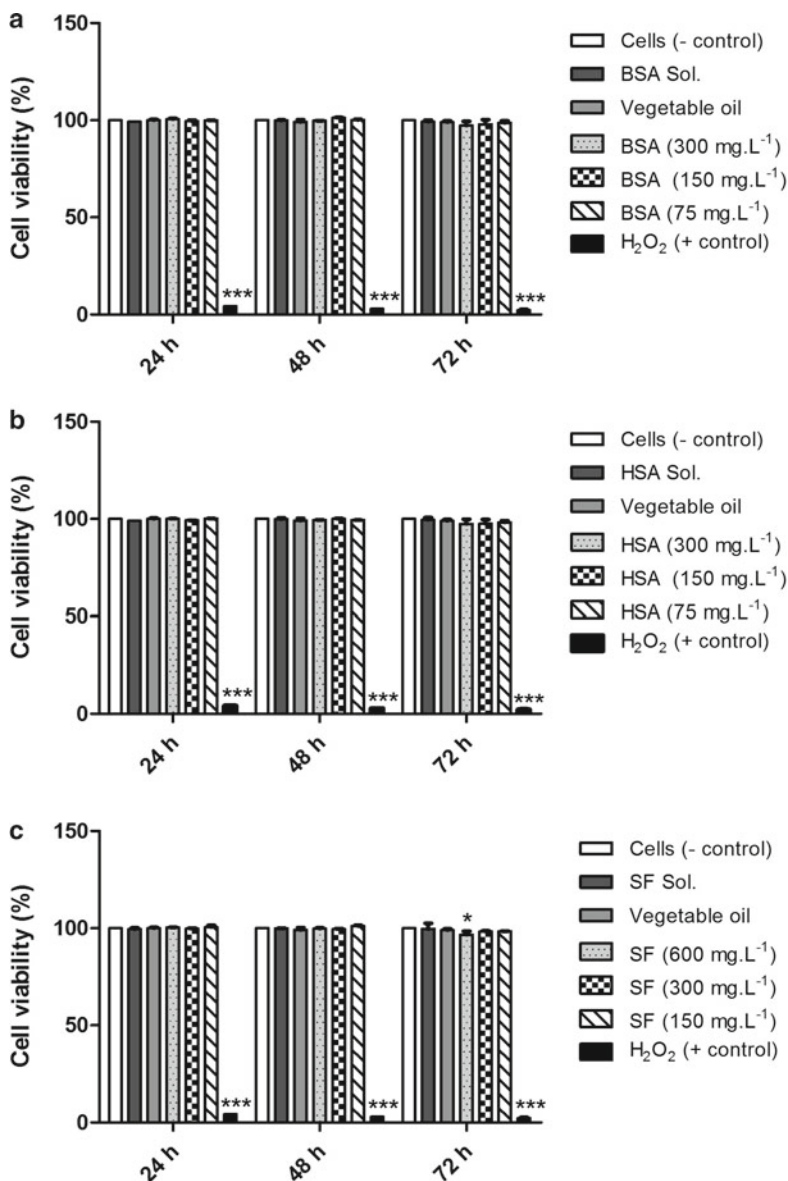 a
150
100
50
0
Cell viability (%)
***
***
***
24 h
48 h
72 h
Cells (- control)
BSA Sol.
Vegetable oil
BSA (300 mg.L⁻¹)
BSA (150 mg.L⁻¹)
BSA (75 mg.L⁻¹)
H₂O₂ (+ control)
b
150
100
50
0
Cell viability (%)
***
***
***
24 h
48 h
72 h
Cells (- control)
HSA Sol.
Vegetable oil
HSA (300 mg.L⁻¹)
HSA (150 mg.L⁻¹)
HSA (75 mg.L⁻¹)
H₂O₂ (+ control)
c
150
100
50
0
Cell viability (%)
***
***
*
***
24 h
48 h
72 h
Cells (- control)
SF Sol.
Vegetable oil
SF (600 mg.L⁻¹)
SF (300 mg.L⁻¹)
SF (150 mg.L⁻¹)
H₂O₂ (+ control)